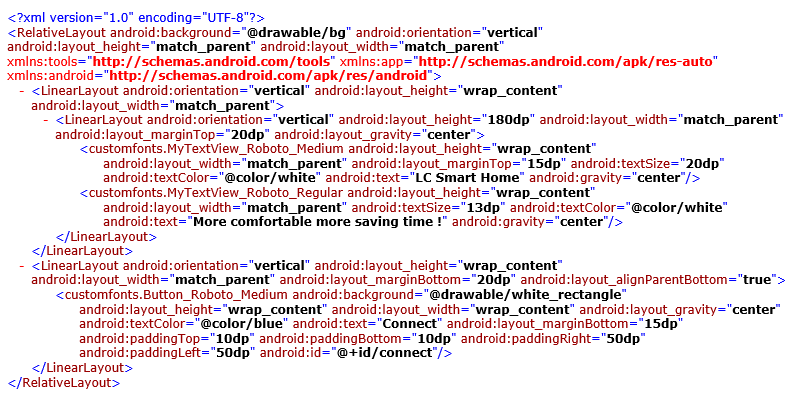 <?xml version="1.0" encoding="UTF-8"?>
<RelativeLayout android:background="@drawable/bg" android:orientation="vertical"
android:layout_height="match_parent" android:layout_width="match_parent"
xmlns:tools="http://schemas.android.com/tools" xmlns:app="http://schemas.android.com/apk/res-auto"
xmlns:android="http://schemas.android.com/apk/res/android">
- <LinearLayout android:orientation="vertical" android:layout_height="wrap_content"
android:layout_width="match_parent">
- <LinearLayout android:orientation="vertical" android:layout_height="180dp" android:layout_width="match_parent"
android:layout_marginTop="20dp" android:layout_gravity="center">
<customfonts.MyTextView_Roboto_Medium android:layout_height="wrap_content"
android:layout_width="match_parent" android:layout_marginTop="15dp" android:textSize="20dp"
android:textColor="@color/white" android:text="LC Smart Home" android:gravity="center"/>
<customfonts.MyTextView_Roboto_Regular android:layout_height="wrap_content"
android:layout_width="match_parent" android:textSize="13dp" android:textColor="@color/white"
android:text="More comfortable more saving time !" android:gravity="center"/>
</LinearLayout>
</LinearLayout>
- <LinearLayout android:orientation="vertical" android:layout_height="wrap_content"
android:layout_width="match_parent" android:layout_marginBottom="20dp" android:layout_alignParentBottom="true">
<customfonts.Button_Roboto_Medium android:background="@drawable/white_rectangle"
android:layout_height="wrap_content" android:layout_width="wrap_content" android:layout_gravity="center"
android:textColor="@color/blue" android:text="Connect" android:layout_marginBottom="15dp"
android:paddingTop="10dp" android:paddingBottom="10dp" android:paddingRight="50dp"
android:paddingLeft="50dp" android:id="@+id/connect"/>
</LinearLayout>
</RelativeLayout>